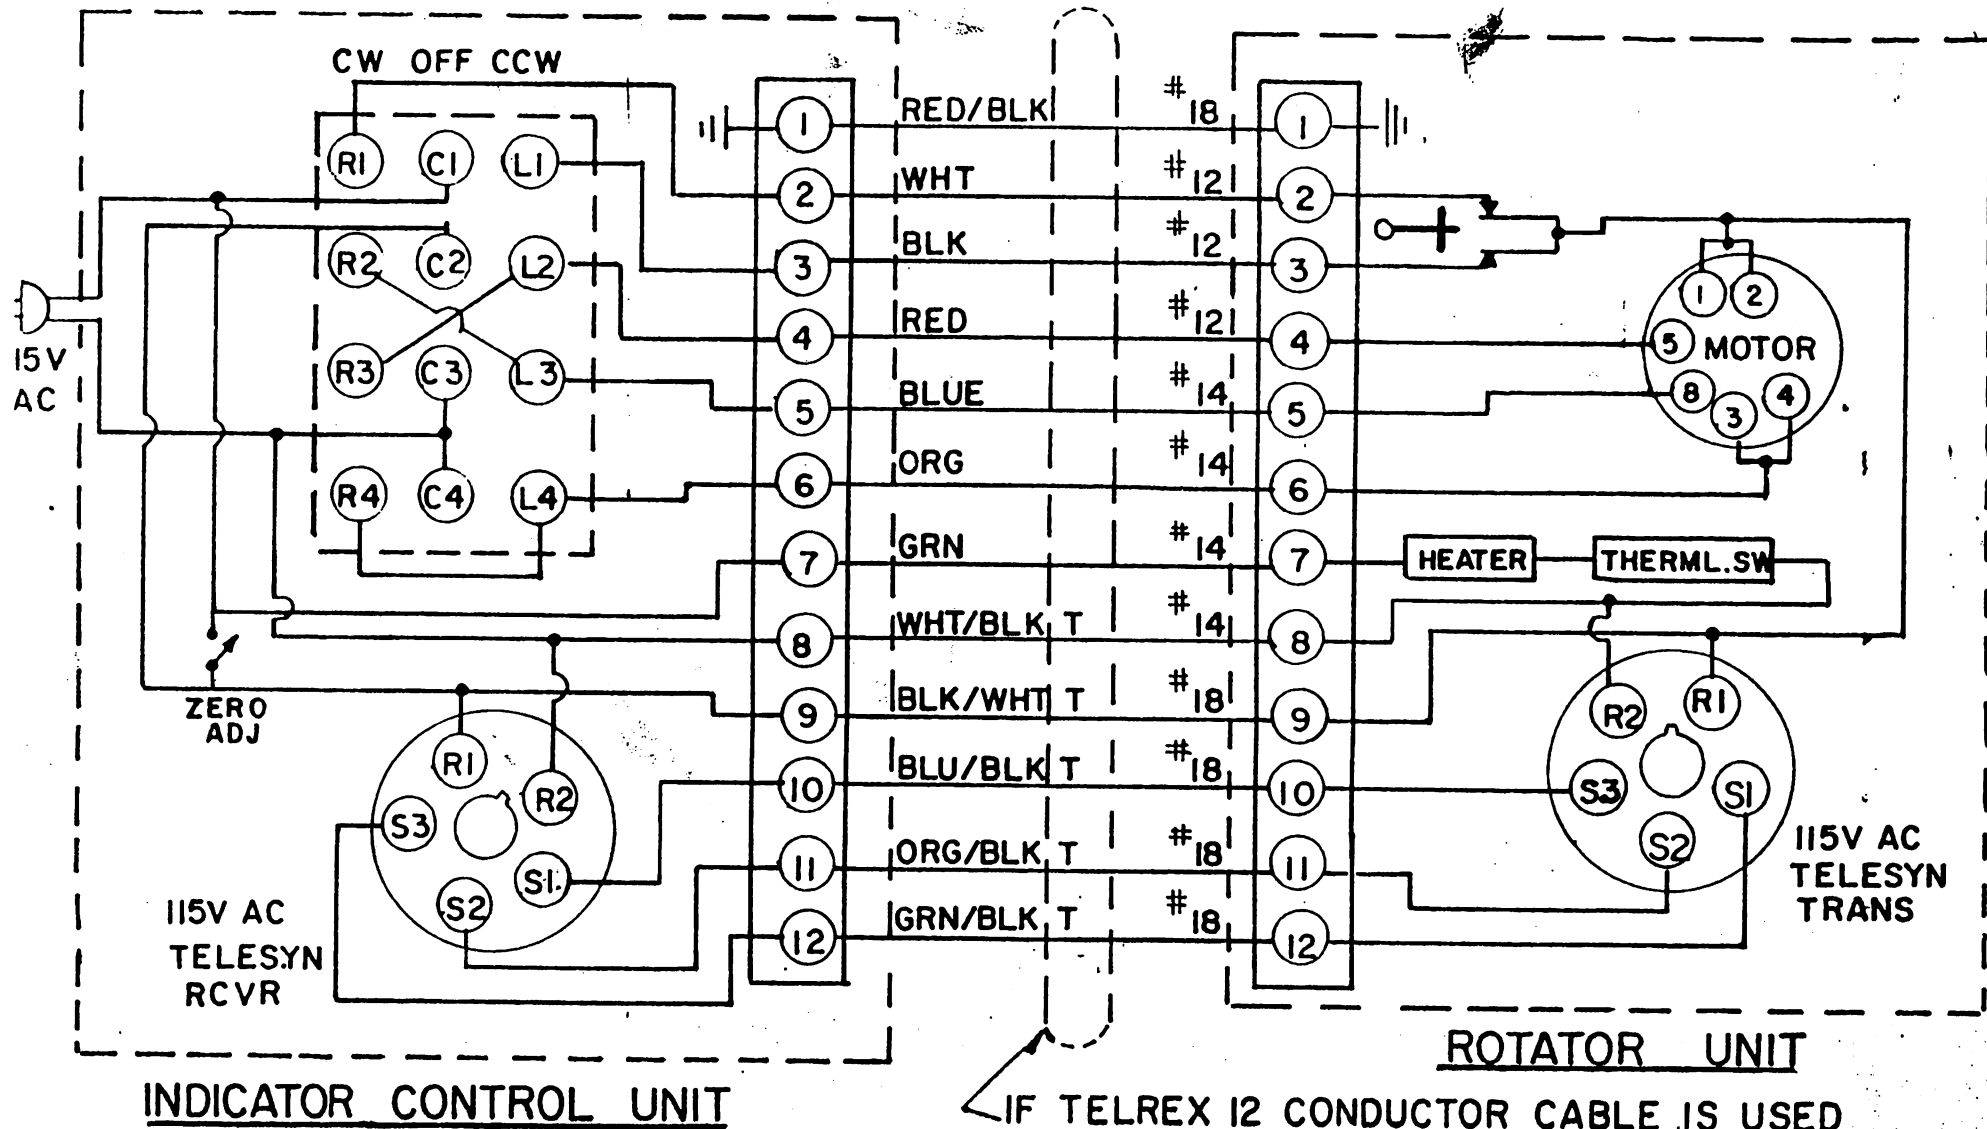 CW OFF CCW
R1 C1 L1
R2 C2 L2
R3 C3 L3
R4 C4 L4
15V
AC
ZERO
ADJ
R1
R2
S3
S1
S2
115V AC
TELESYN
RCVR
INDICATOR CONTROL UNIT
1 RED/BLK #18 1
2 WHT #12 2
3 BLK #12 3
4 RED #12 4
5 BLUE #14 5
6 ORG #14 6
7 GRN #14 7
8 WHT/BLK T #14 8
9 BLK/WHT T #18 9
10 BLU/BLK T #18 10
11 ORG/BLK T #18 11
12 GRN/BLK T #18 12
1 2
5 MOTOR
8 3 4
HEATER THERML.SW
R2 R1
S3 S1
S2
115V AC
TELESYN
TRANS
ROTATOR UNIT
IF TELREX 12 CONDUCTOR CABLE IS USED